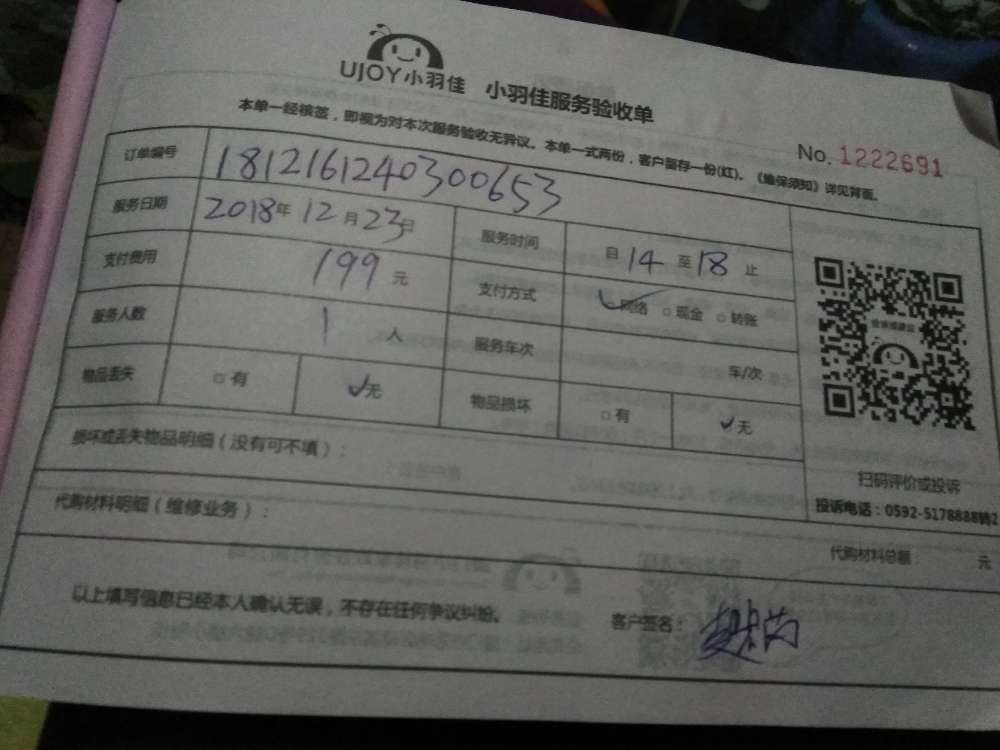 UJOY小羽佳 小羽佳服务验收单
本单一经核签，即视为对本次服务验收无异议。本单一式两份，客户留存一份(红)。《维保须知》详见背面。
No. 1222691
订单编号 181216124030​0653
服务日期 2018年 12月 23日 服务时间 自 14 至 18 止
支付费用 199 元 支付方式 ✓网络 □现金 □转账
服务人数 1 人 服务车次 车/次
物品丢失 □有 ✓无 物品损坏 □有 ✓无
损坏或丢失物品明细（没有可不填）：
扫码评价或投诉
投诉电话：0592-5178888转2
代购材料明细（维修业务）：
代购材料总额： 元
以上填写信息已经本人确认无误，不存在任何争议纠纷。 客户签名：